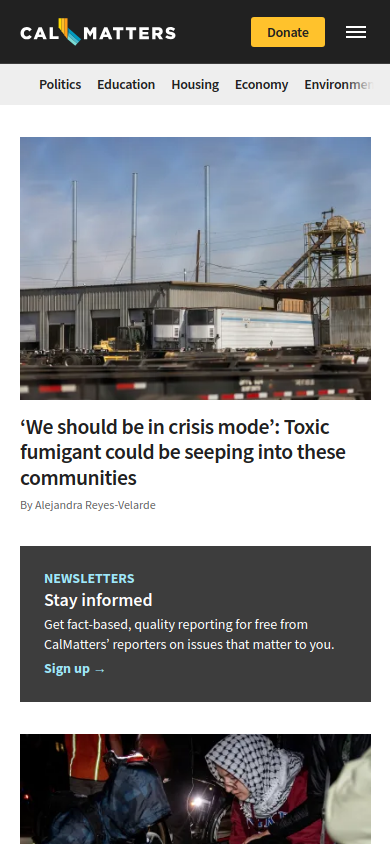 CAL MATTERS
Donate
Politics Education Housing Economy Environmen
‘We should be in crisis mode’: Toxic
fumigant could be seeping into these
communities
By Alejandra Reyes-Velarde
NEWSLETTERS
Stay informed
Get fact-based, quality reporting for free from
CalMatters’ reporters on issues that matter to you.
Sign up →